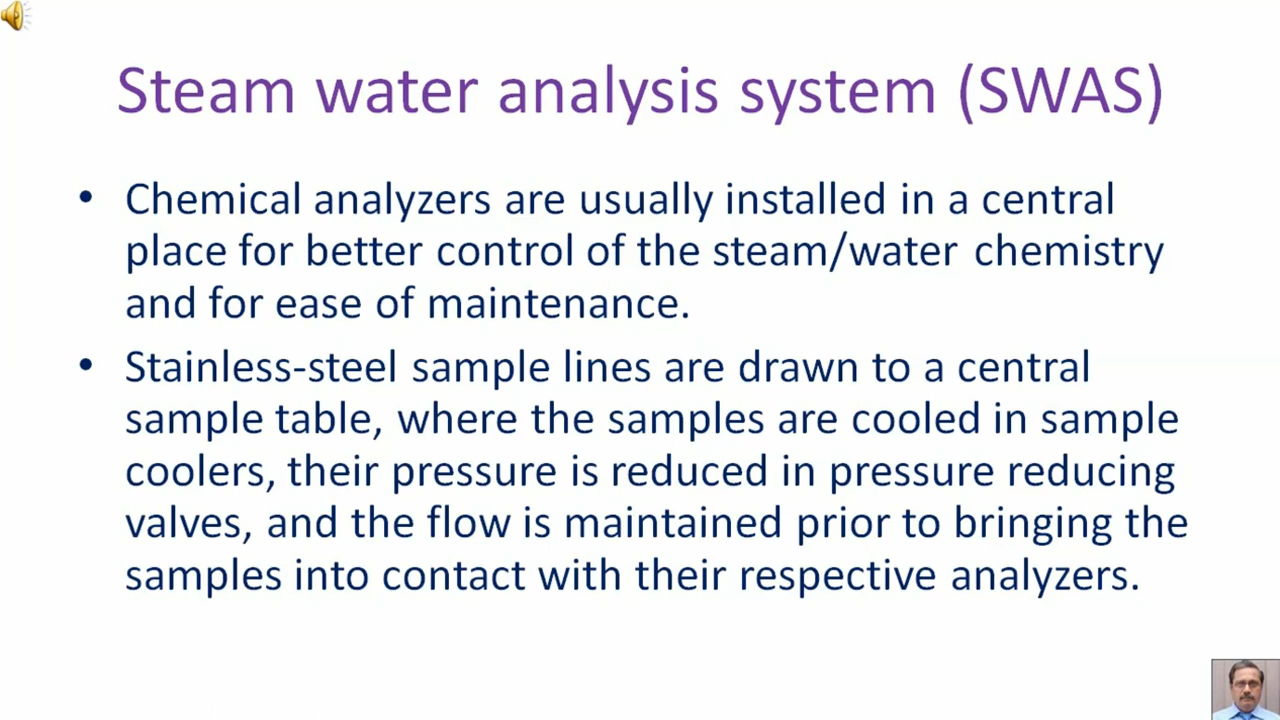 Steam water analysis system (SWAS)
• Chemical analyzers are usually installed in a central
place for better control of the steam/water chemistry
and for ease of maintenance.
• Stainless-steel sample lines are drawn to a central
sample table, where the samples are cooled in sample
coolers, their pressure is reduced in pressure reducing
valves, and the flow is maintained prior to bringing the
samples into contact with their respective analyzers.